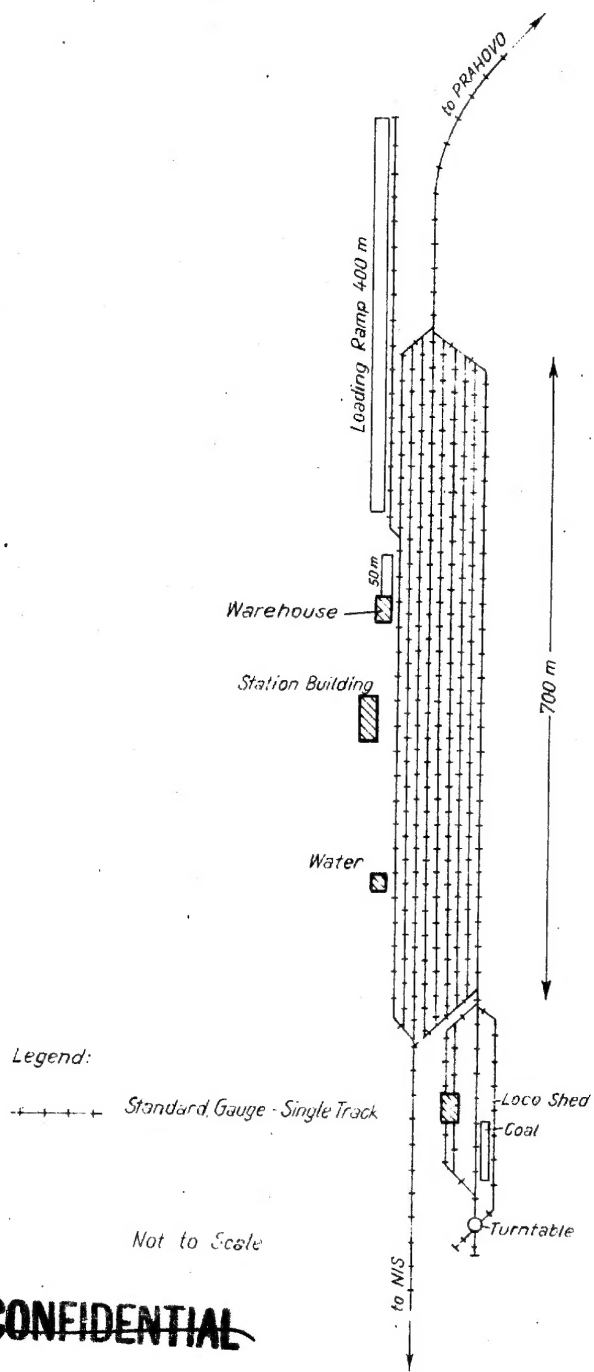 to PRAHOVO
Loading Ramp 400 m
50 m
Warehouse
Station Building
700 m
Water
Legend:
Standard Gauge - Single Track
Loco Shed
Coal
Not to Scale
Turntable
to NIS
CONFIDENTIAL